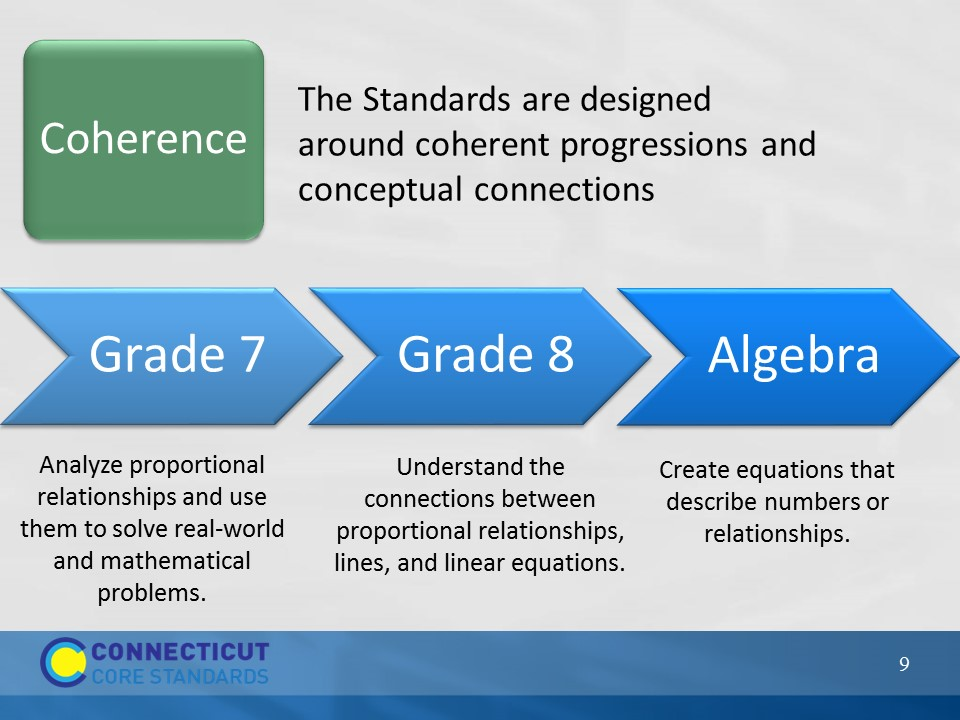 Coherence
The Standards are designed
around coherent progressions and
conceptual connections
Grade 7
Grade 8
Algebra
Analyze proportional
relationships and use
them to solve real-world
and mathematical
problems.
Understand the
connections between
proportional relationships,
lines, and linear equations.
Create equations that
describe numbers or
relationships.
CONNECTICUT
CORE STANDARDS
9